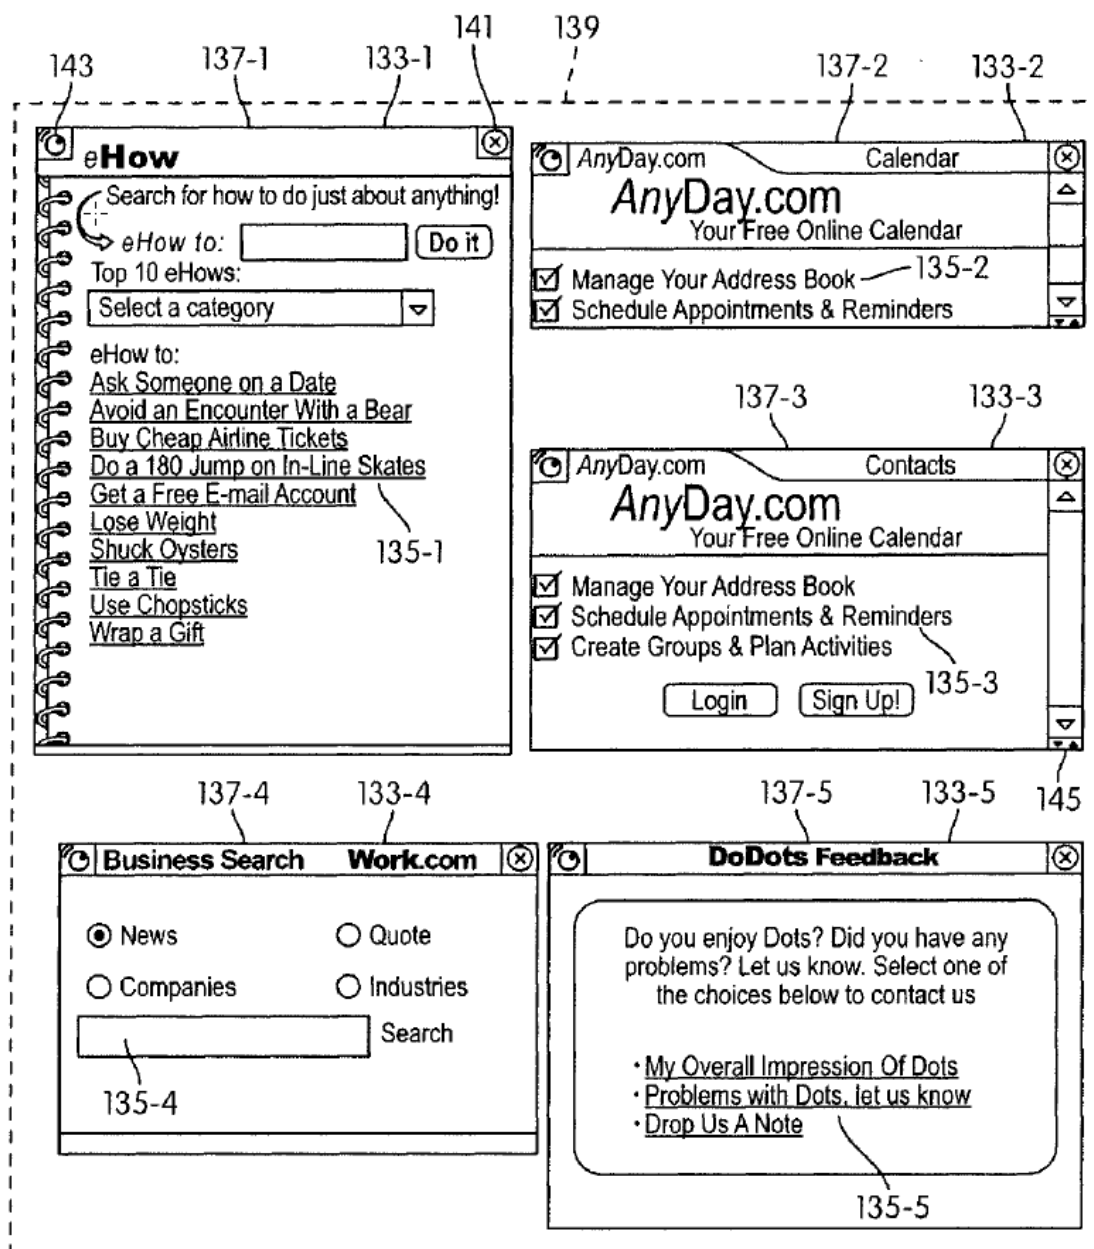 141
139
143
137-1
133-1
137-2
133-2
eHow
Search for how to do just about anything!
eHow to:
Do it
Top 10 eHows:
Select a category
eHow to:
Ask Someone on a Date
Avoid an Encounter With a Bear
Buy Cheap Airline Tickets
Do a 180 Jump on In-Line Skates
Get a Free E-mail Account
Lose Weight
Shuck Oysters
Tie a Tie
Use Chopsticks
Wrap a Gift
135-1
AnyDay.com Calendar
AnyDay.com
Your Free Online Calendar
Manage Your Address Book
135-2
Schedule Appointments & Reminders
137-3
133-3
AnyDay.com Contacts
AnyDay.com
Your Free Online Calendar
Manage Your Address Book
Schedule Appointments & Reminders
Create Groups & Plan Activities
135-3
Login Sign Up!
145
137-4
133-4
Business Search Work.com
News Quote
Companies Industries
Search
135-4
137-5
133-5
DoDots Feedback
Do you enjoy Dots? Did you have any
problems? Let us know. Select one of
the choices below to contact us
· My Overall Impression Of Dots
· Problems with Dots, let us know
· Drop Us A Note
135-5